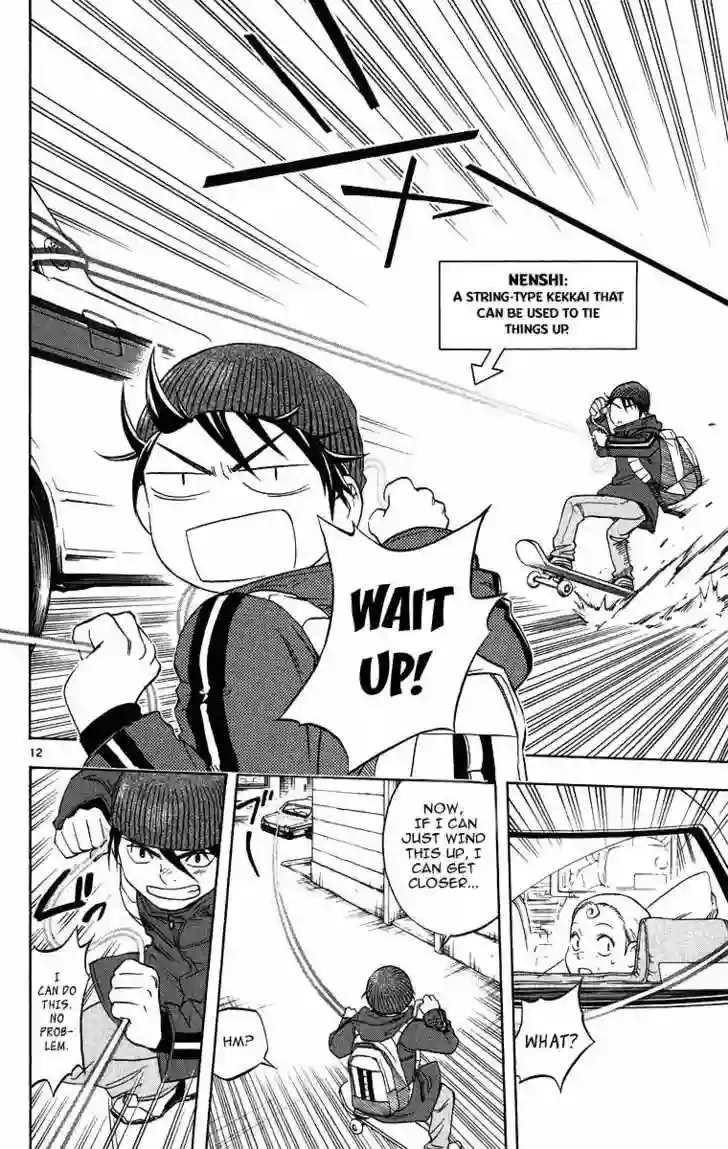 NENSHI:
A STRING-TYPE KEKKAI THAT
CAN BE USED TO TIE
THINGS UP.
WAIT
UP!
12
WHAT?
NOW,
IF I CAN
JUST WIND
THIS UP, I
CAN GET
CLOSER...
HM?
I
CAN DO
THIS.
NO
PROB-
LEM.